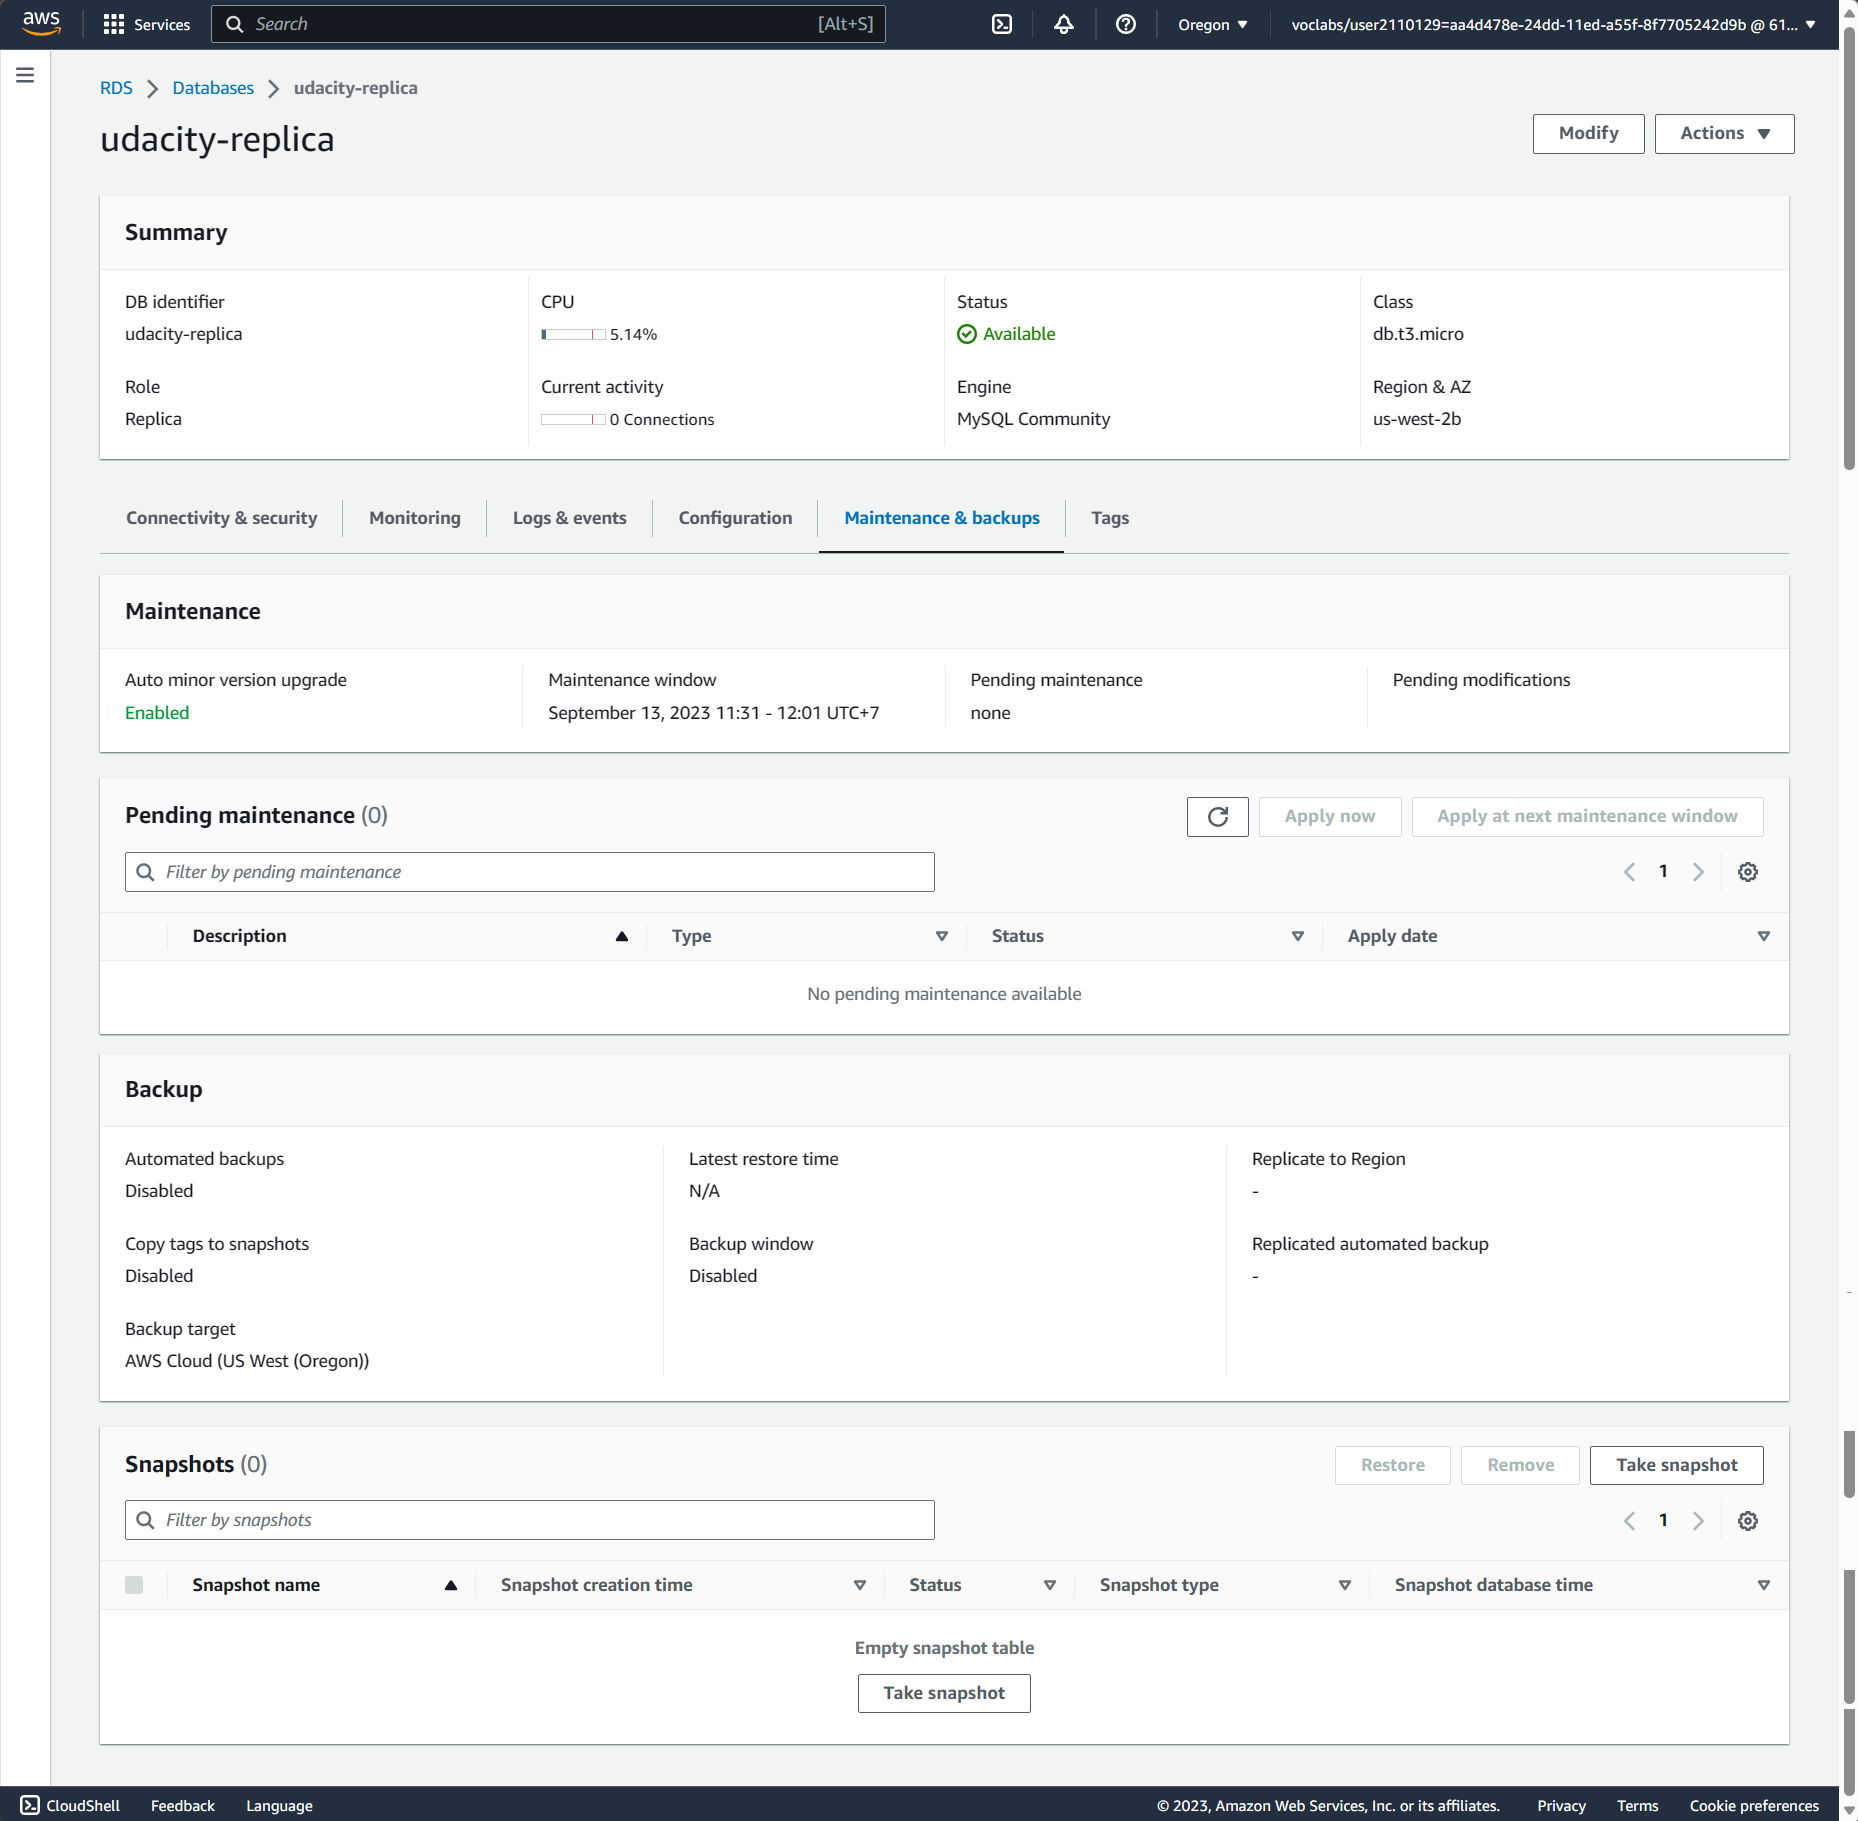 aws Services Search [Alt+S] Oregon voclabs/user2110129=aa4d478e-24dd-11ed-a55f-8f7705242d9b @ 61...
RDS Databases udacity-replica
udacity-replica Modify Actions
Summary
DB identifier CPU Status Class
udacity-replica 5.14% Available db.t3.micro
Role Current activity Engine Region & AZ
Replica 0 Connections MySQL Community us-west-2b
Connectivity & security Monitoring Logs & events Configuration Maintenance & backups Tags
Maintenance
Auto minor version upgrade Maintenance window Pending maintenance Pending modifications
Enabled September 13, 2023 11:31 - 12:01 UTC+7 none
Pending maintenance (0) Apply now Apply at next maintenance window
Filter by pending maintenance 1
Description Type Status Apply date
No pending maintenance available
Backup
Automated backups Latest restore time Replicate to Region
Disabled N/A -
Copy tags to snapshots Backup window Replicated automated backup
Disabled Disabled -
Backup target
AWS Cloud (US West (Oregon))
Snapshots (0) Restore Remove Take snapshot
Filter by snapshots 1
Snapshot name Snapshot creation time Status Snapshot type Snapshot database time
Empty snapshot table
Take snapshot
CloudShell Feedback Language © 2023, Amazon Web Services, Inc. or its affiliates. Privacy Terms Cookie preferences